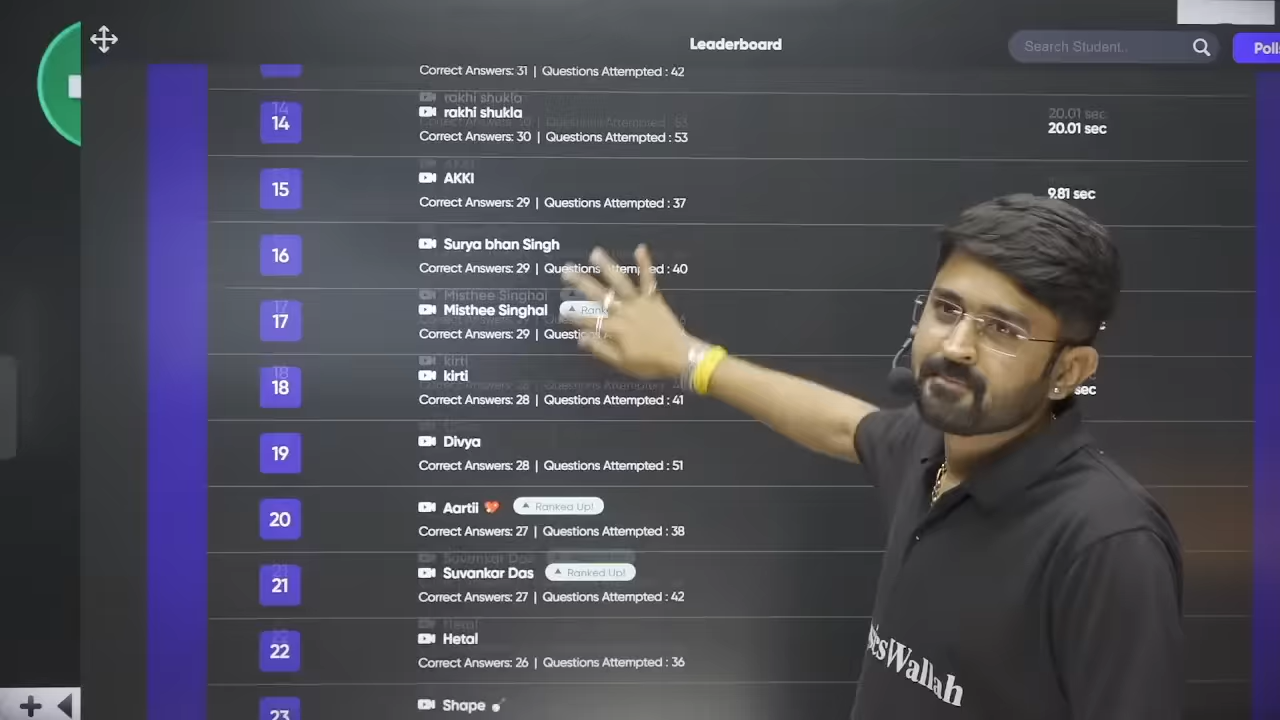 Leaderboard
Search Student..
Poll
Correct Answers: 31 | Questions Attempted : 42
14
rakhi shukla
Correct Answers: 30 | Questions Attempted : 53
20.01 sec
15
AKKI
Correct Answers: 29 | Questions Attempted : 37
9.81 sec
16
Surya bhan Singh
Correct Answers: 29 | Questions Attempted : 40
17
Misthee Singhal
Correct Answers: 29 |
18
kirti
Correct Answers: 28 | Questions Attempted : 41
sec
19
Divya
Correct Answers: 28 | Questions Attempted : 51
20
Aartii Ranked Up!
Correct Answers: 27 | Questions Attempted : 38
21
Suvankar Das Ranked Up!
Correct Answers: 27 | Questions Attempted : 42
22
Hetal
Correct Answers: 26 | Questions Attempted : 36
23
Shape
Wallah